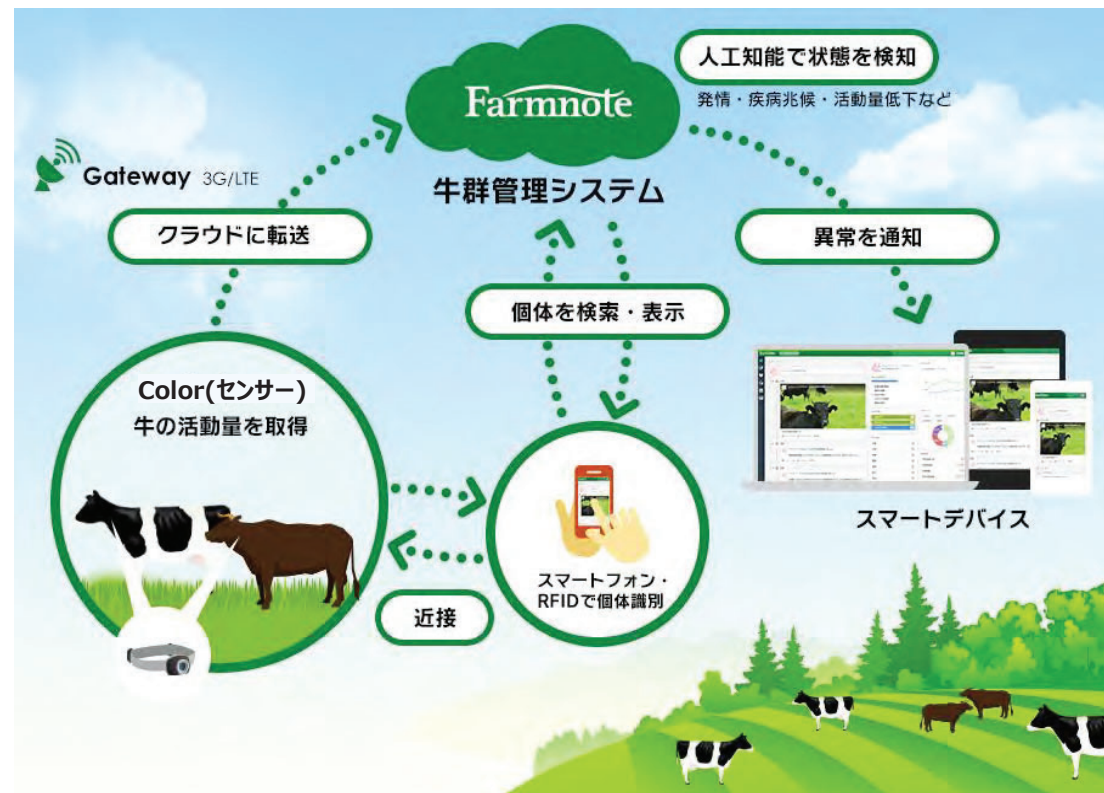 人工知能で状態を検知
発情・疾病兆候・活動量低下など
Farmnote
牛群管理システム
Gateway 3G/LTE
クラウドに転送
異常を通知
個体を検索・表示
Color(センサー)
牛の活動量を取得
スマートデバイス
スマートフォン・
RFIDで個体識別
近接